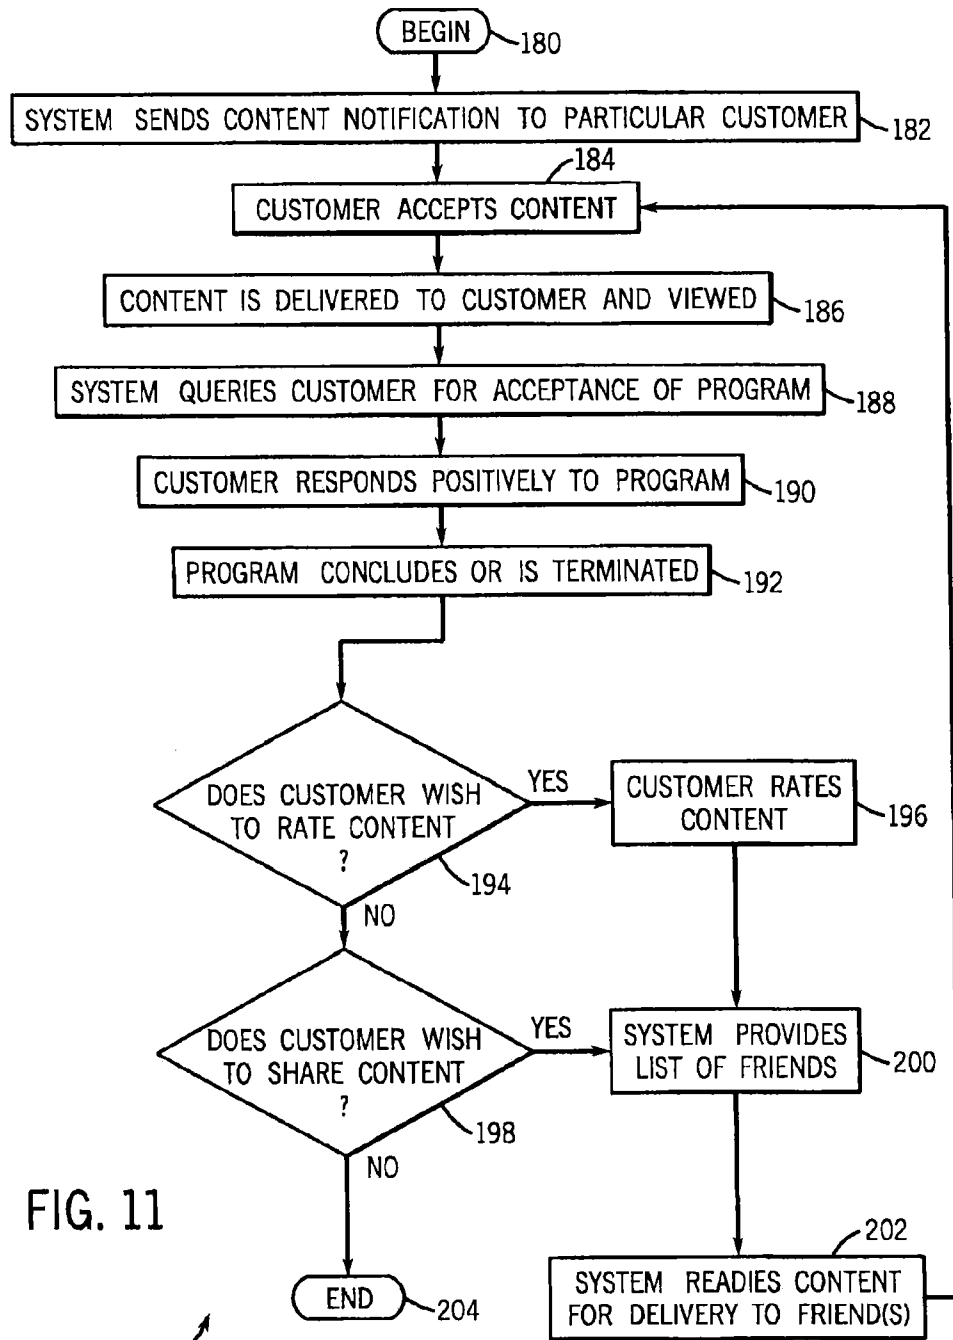 BEGIN
180
SYSTEM SENDS CONTENT NOTIFICATION TO PARTICULAR CUSTOMER
182
184
CUSTOMER ACCEPTS CONTENT
CONTENT IS DELIVERED TO CUSTOMER AND VIEWED
186
SYSTEM QUERIES CUSTOMER FOR ACCEPTANCE OF PROGRAM
188
CUSTOMER RESPONDS POSITIVELY TO PROGRAM
190
PROGRAM CONCLUDES OR IS TERMINATED
192
DOES CUSTOMER WISH
TO RATE CONTENT
?
194
YES
CUSTOMER RATES
CONTENT
196
NO
DOES CUSTOMER WISH
TO SHARE CONTENT
?
198
YES
SYSTEM PROVIDES
LIST OF FRIENDS
200
NO
FIG. 11
202
SYSTEM READIES CONTENT
FOR DELIVERY TO FRIEND(S)
END
204